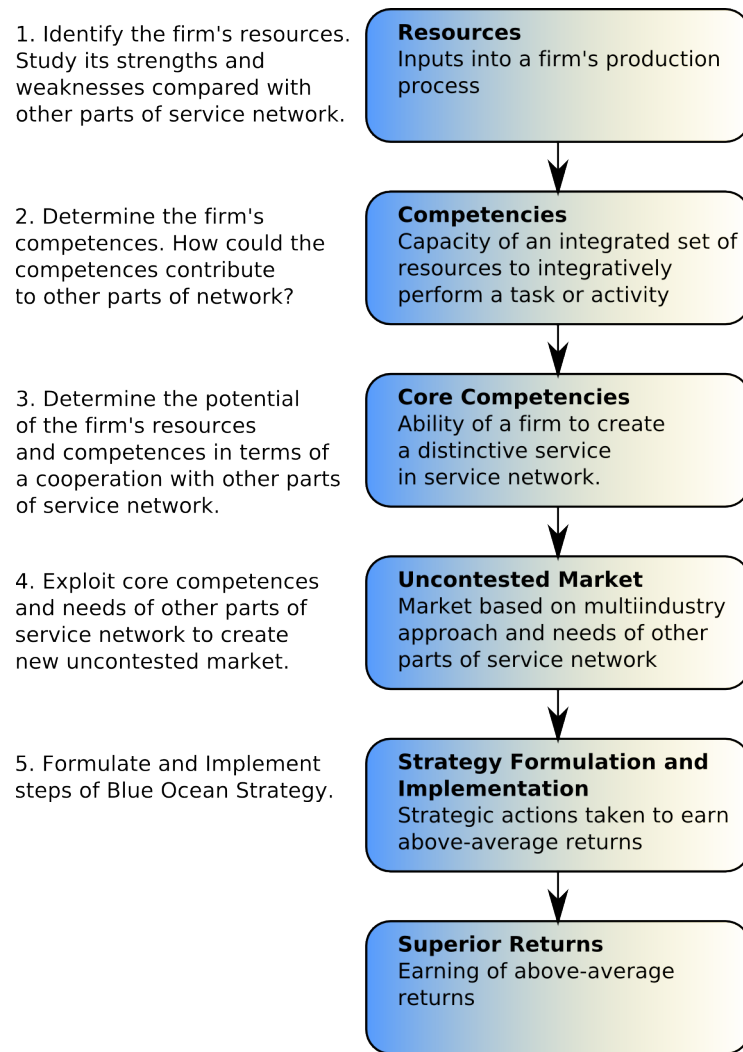 1. Identify the firm's resources.
Study its strengths and
weaknesses compared with
other parts of service network.
Resources
Inputs into a firm's production
process
2. Determine the firm's
competences. How could the
competences contribute
to other parts of network?
Competencies
Capacity of an integrated set of
resources to integratively
perform a task or activity
3. Determine the potential
of the firm's resources
and competences in terms of
a cooperation with other parts
of service network.
Core Competencies
Ability of a firm to create
a distinctive service
in service network.
4. Exploit core competences
and needs of other parts of
service network to create
new uncontested market.
Uncontested Market
Market based on multiindustry
approach and needs of other
parts of service network
5. Formulate and Implement
steps of Blue Ocean Strategy.
Strategy Formulation and
Implementation
Strategic actions taken to earn
above-average returns
Superior Returns
Earning of above-average
returns